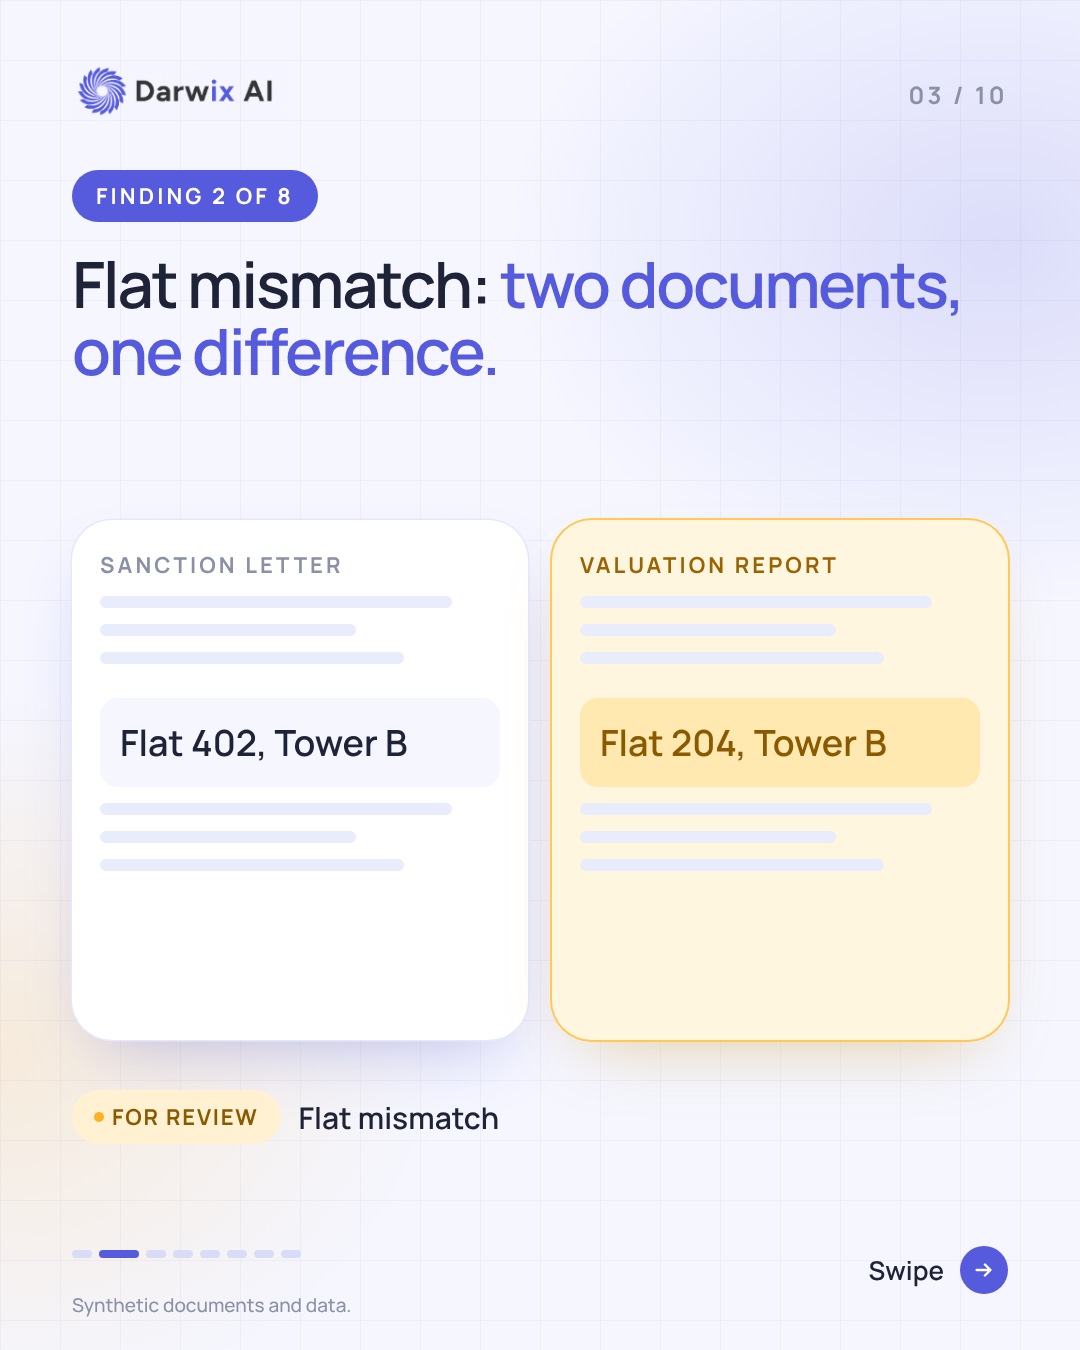 Darwix AI
03 / 10
FINDING 2 OF 8
Flat mismatch: two documents,
one difference.
SANCTION LETTER
Flat 402, Tower B
VALUATION REPORT
Flat 204, Tower B
FOR REVIEW
Flat mismatch
Swipe
Synthetic documents and data.